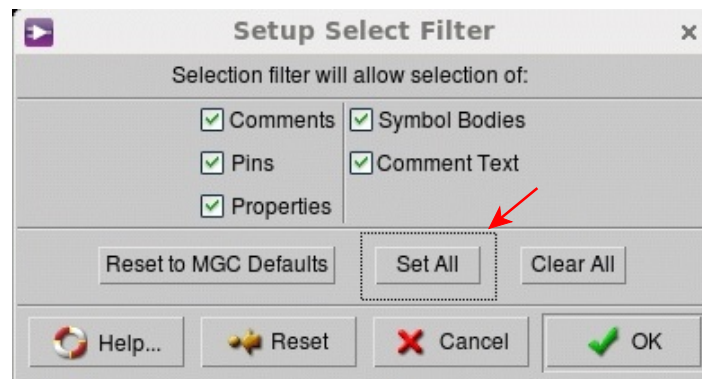 Setup Select Filter
Selection filter will allow selection of:
Comments Symbol Bodies
Pins Comment Text
Properties
Reset to MGC Defaults Set All Clear All
Help... Reset Cancel OK